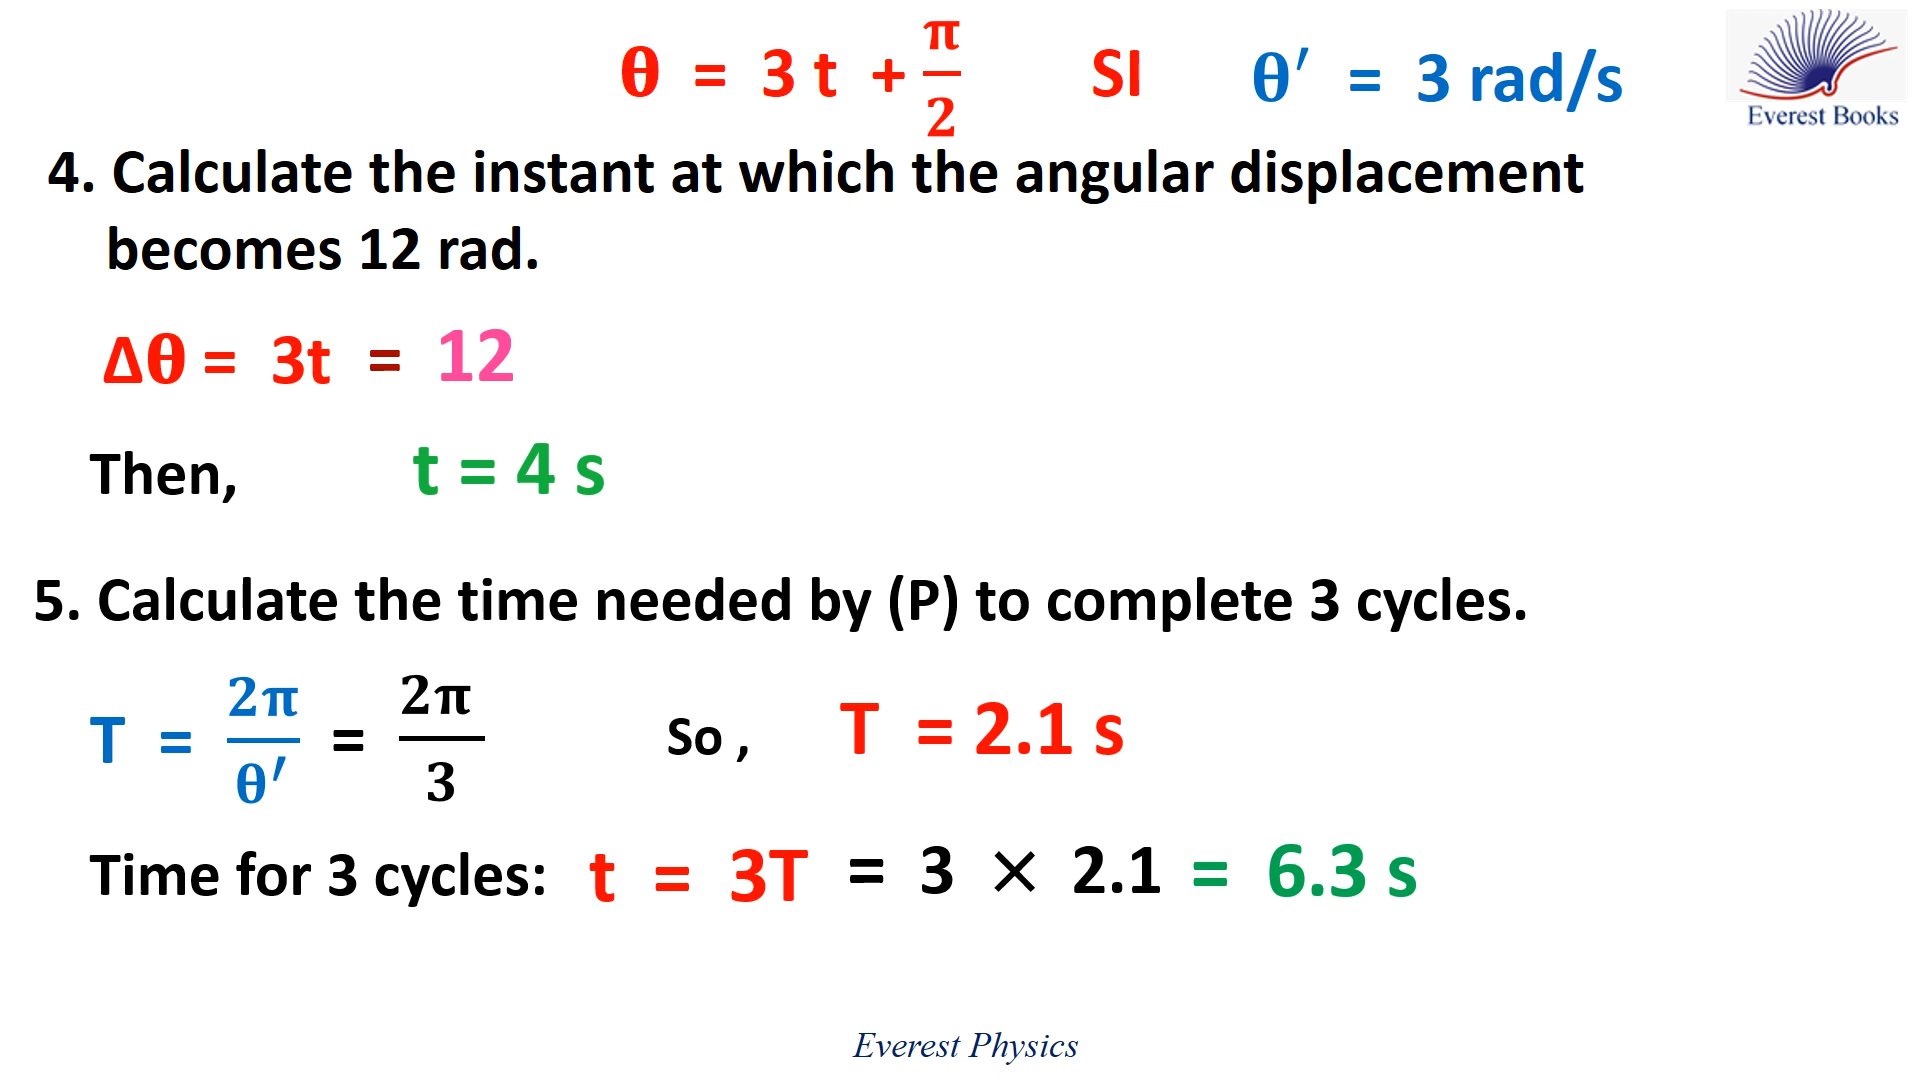 θ = 3 t + π/2 SI θ′ = 3 rad/s
Everest Books
4. Calculate the instant at which the angular displacement
becomes 12 rad.
Δθ = 3t = 12
Then, t = 4 s
5. Calculate the time needed by (P) to complete 3 cycles.
T = 2π/θ′ = 2π/3 So , T = 2.1 s
Time for 3 cycles: t = 3T = 3 × 2.1 = 6.3 s
Everest Physics